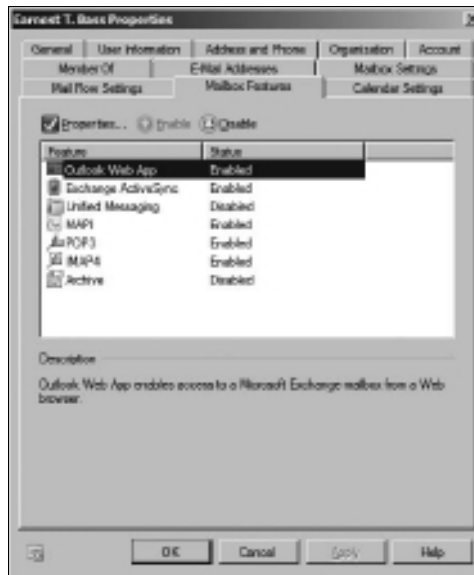 Earnest T. Bass Properties
General User Information Address and Phone Organization Account
Member Of E-Mail Addresses Mailbox Settings
Mail Flow Settings Mailbox Features Calendar Settings
Properties... Enable Disable
Feature Status
Outlook Web App Enabled
Exchange ActiveSync Enabled
Unified Messaging Disabled
MAPI Enabled
POP3 Enabled
IMAP4 Enabled
Archive Disabled
Description
Outlook Web App enables access to a Microsoft Exchange mailbox from a Web
browser.
OK Cancel Apply Help